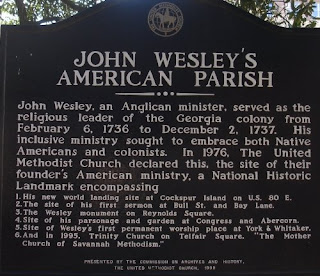 JOHN WESLEY'S
AMERICAN PARISH
John Wesley, an Anglican minister, served as the
religious leader of the Georgia colony from
February 6, 1736 to December 2, 1737. His
inclusive ministry sought to embrace both Native
Americans and colonists. In 1976, The United
Methodist Church declared this, the site of their
founder's American ministry, a National Historic
Landmark encompassing
1. His new world landing site at Cockspur Island on U.S. 80 E.
2. The site of his first sermon at Bull St. and Bay Lane.
3. The Wesley monument on Reynolds Square.
4. Site of his parsonage and garden at Congress and Abercorn.
5. Site of Wesley's first permanent worship place at York & Whitaker.
6. And in 1995, Trinity Church on Telfair Square. "The Mother
Church of Savannah Methodism."
PRESENTED BY THE COMMISSION ON ARCHIVES AND HISTORY,
THE UNITED METHODIST CHURCH,